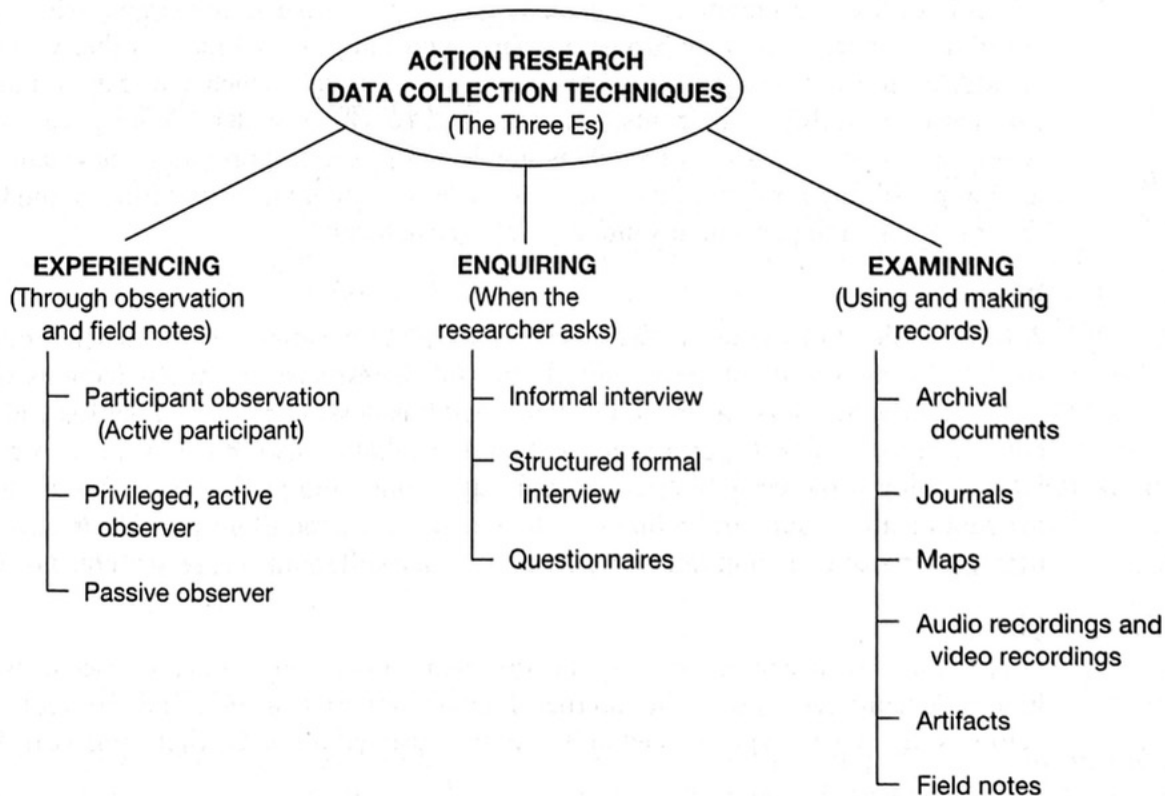 ACTION RESEARCH
DATA COLLECTION TECHNIQUES
(The Three Es)
EXPERIENCING
(Through observation
and field notes)
Participant observation
(Active participant)
Privileged, active
observer
Passive observer
ENQUIRING
(When the
researcher asks)
Informal interview
Structured formal
interview
Questionnaires
EXAMINING
(Using and making
records)
Archival
documents
Journals
Maps
Audio recordings and
video recordings
Artifacts
Field notes